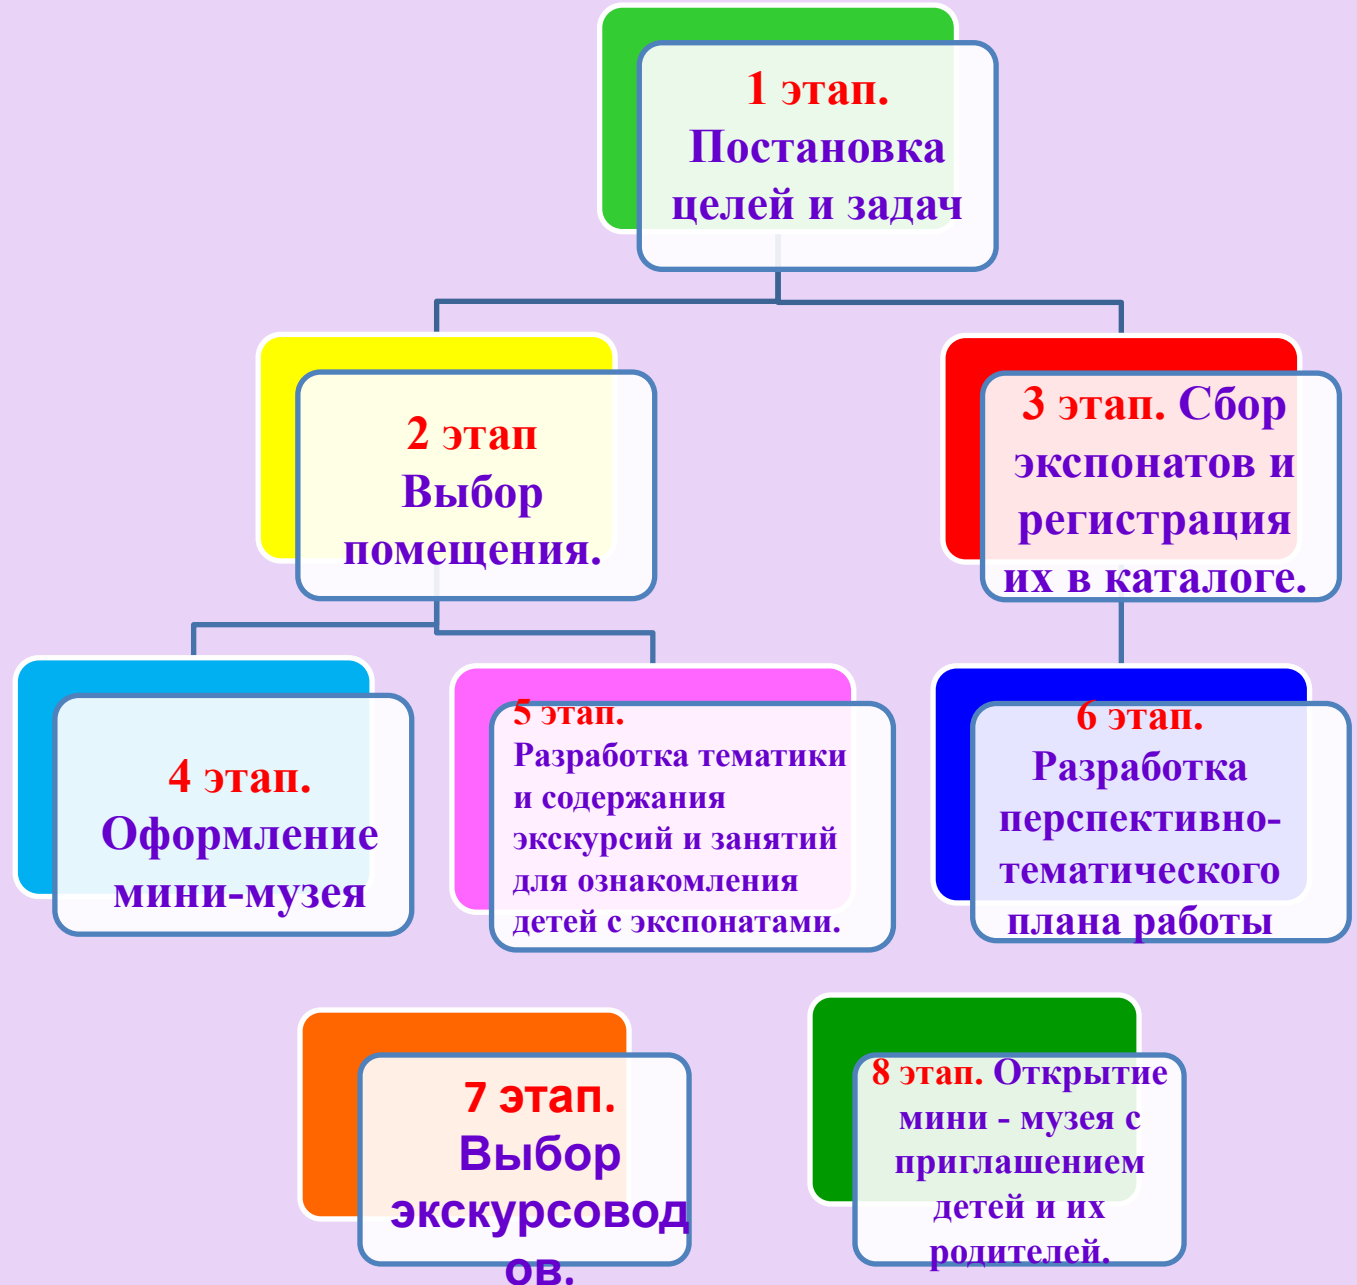 1 этап.
Постановка
целей и задач
2 этап
Выбор
помещения.
3 этап. Сбор
экспонатов и
регистрация
их в каталоге.
4 этап.
Оформление
мини-музея
5 этап.
Разработка тематики
и содержания
экскурсий и занятий
для ознакомления
детей с экспонатами.
6 этап.
Разработка
перспективно-
тематического
плана работы
7 этап.
Выбор
экскурсовод
ов.
8 этап. Открытие
мини - музея с
приглашением
детей и их
родителей.